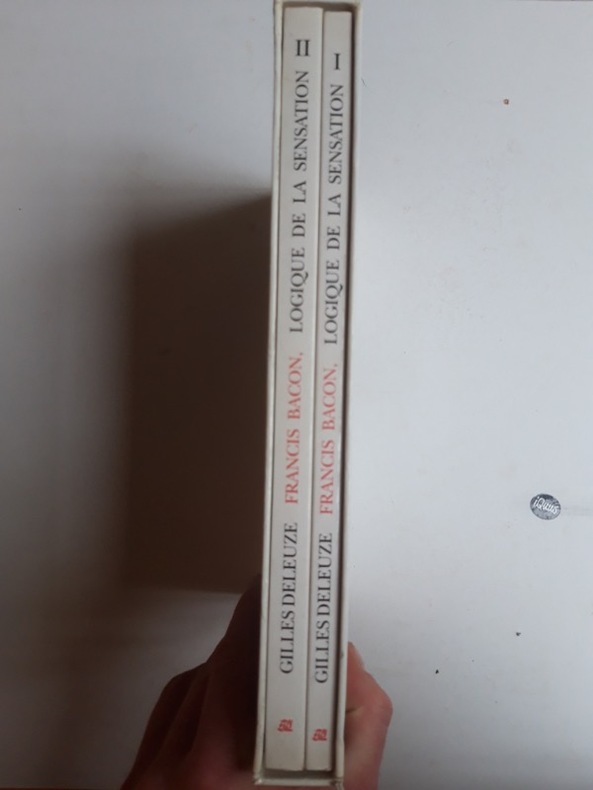 GILLES DELEUZE FRANCIS BACON, LOGIQUE DE LA SENSATION II
GILLES DELEUZE FRANCIS BACON, LOGIQUE DE LA SENSATION I